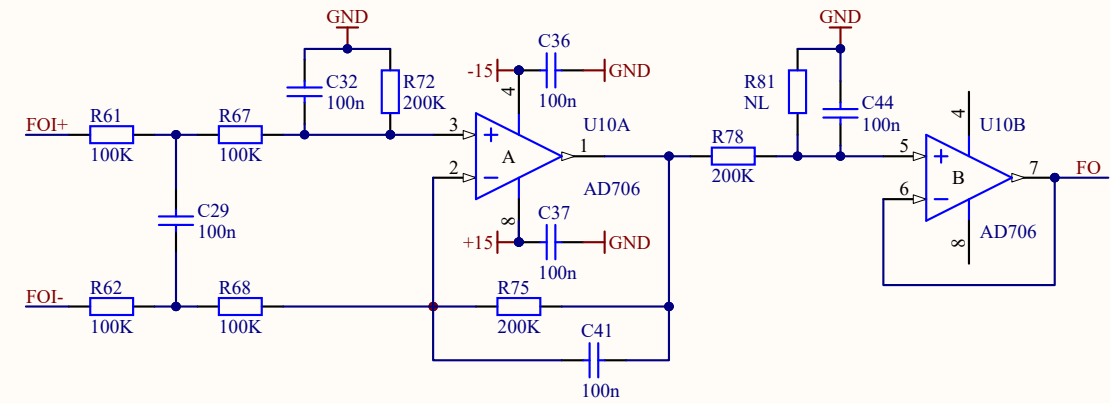 GND
GND
C36
-15
GND
100n
C32
100n
R72
200K
4
R81
NL
C44
100n
4
FOI+
R61
100K
R67
100K
3
U10A
A
1
2
AD706
R78
200K
5
U10B
B
7
FO
6
AD706
8
C29
100n
8
C37
+15
GND
100n
FOI-
R62
100K
R68
100K
R75
200K
C41
100n